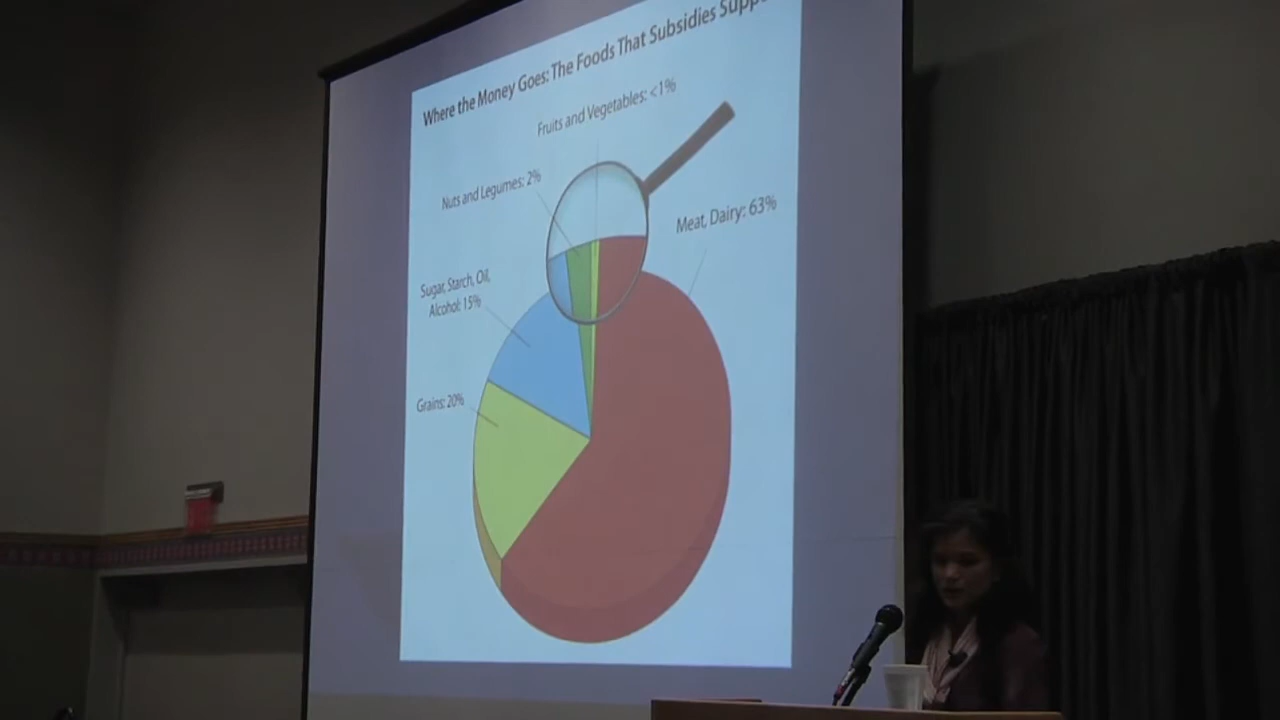 Where the Money Goes: The Foods That Subsidies
Fruits and Vegetables: <1%
Nuts and Legumes: 2%
Meat, Dairy: 63%
Sugar, Starch, Oil,
Alcohol: 15%
Grains: 20%